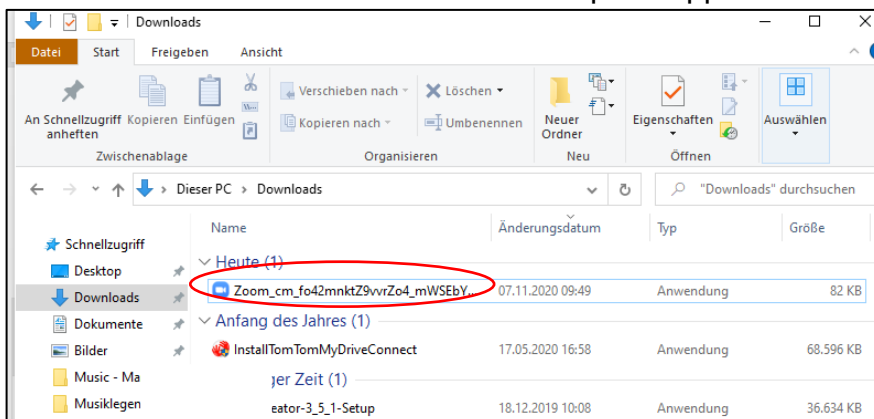 Downloads
Datei Start Freigeben Ansicht
An Schnellzugriff anheften
Kopieren
Einfügen
Verschieben nach
Kopieren nach
Löschen
Umbenennen
Neuer Ordner
Eigenschaften
Auswählen
Zwischenablage Organisieren Neu Öffnen
Dieser PC > Downloads "Downloads" durchsuchen
Name Änderungsdatum Typ Größe
Schnellzugriff
Heute (1)
Desktop
Zoom_cm_fo42mnktZ9vvrZo4_mWSEbY... 07.11.2020 09:49 Anwendung 82 KB
Downloads
Dokumente
Anfang des Jahres (1)
Bilder
InstallTomTomMyDriveConnect 17.05.2020 16:58 Anwendung 68.596 KB
Music - Ma
ger Zeit (1)
Musiklegen
eator-3_5_1-Setup 18.12.2019 10:08 Anwendung 36.634 KB